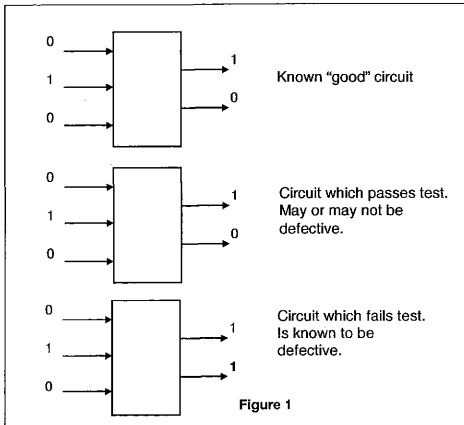 0
1
0
1
0
Known "good" circuit
0
1
0
1
0
Circuit which passes test.
May or may not be
defective.
0
1
0
1
1
Circuit which fails test.
Is known to be
defective.
Figure 1